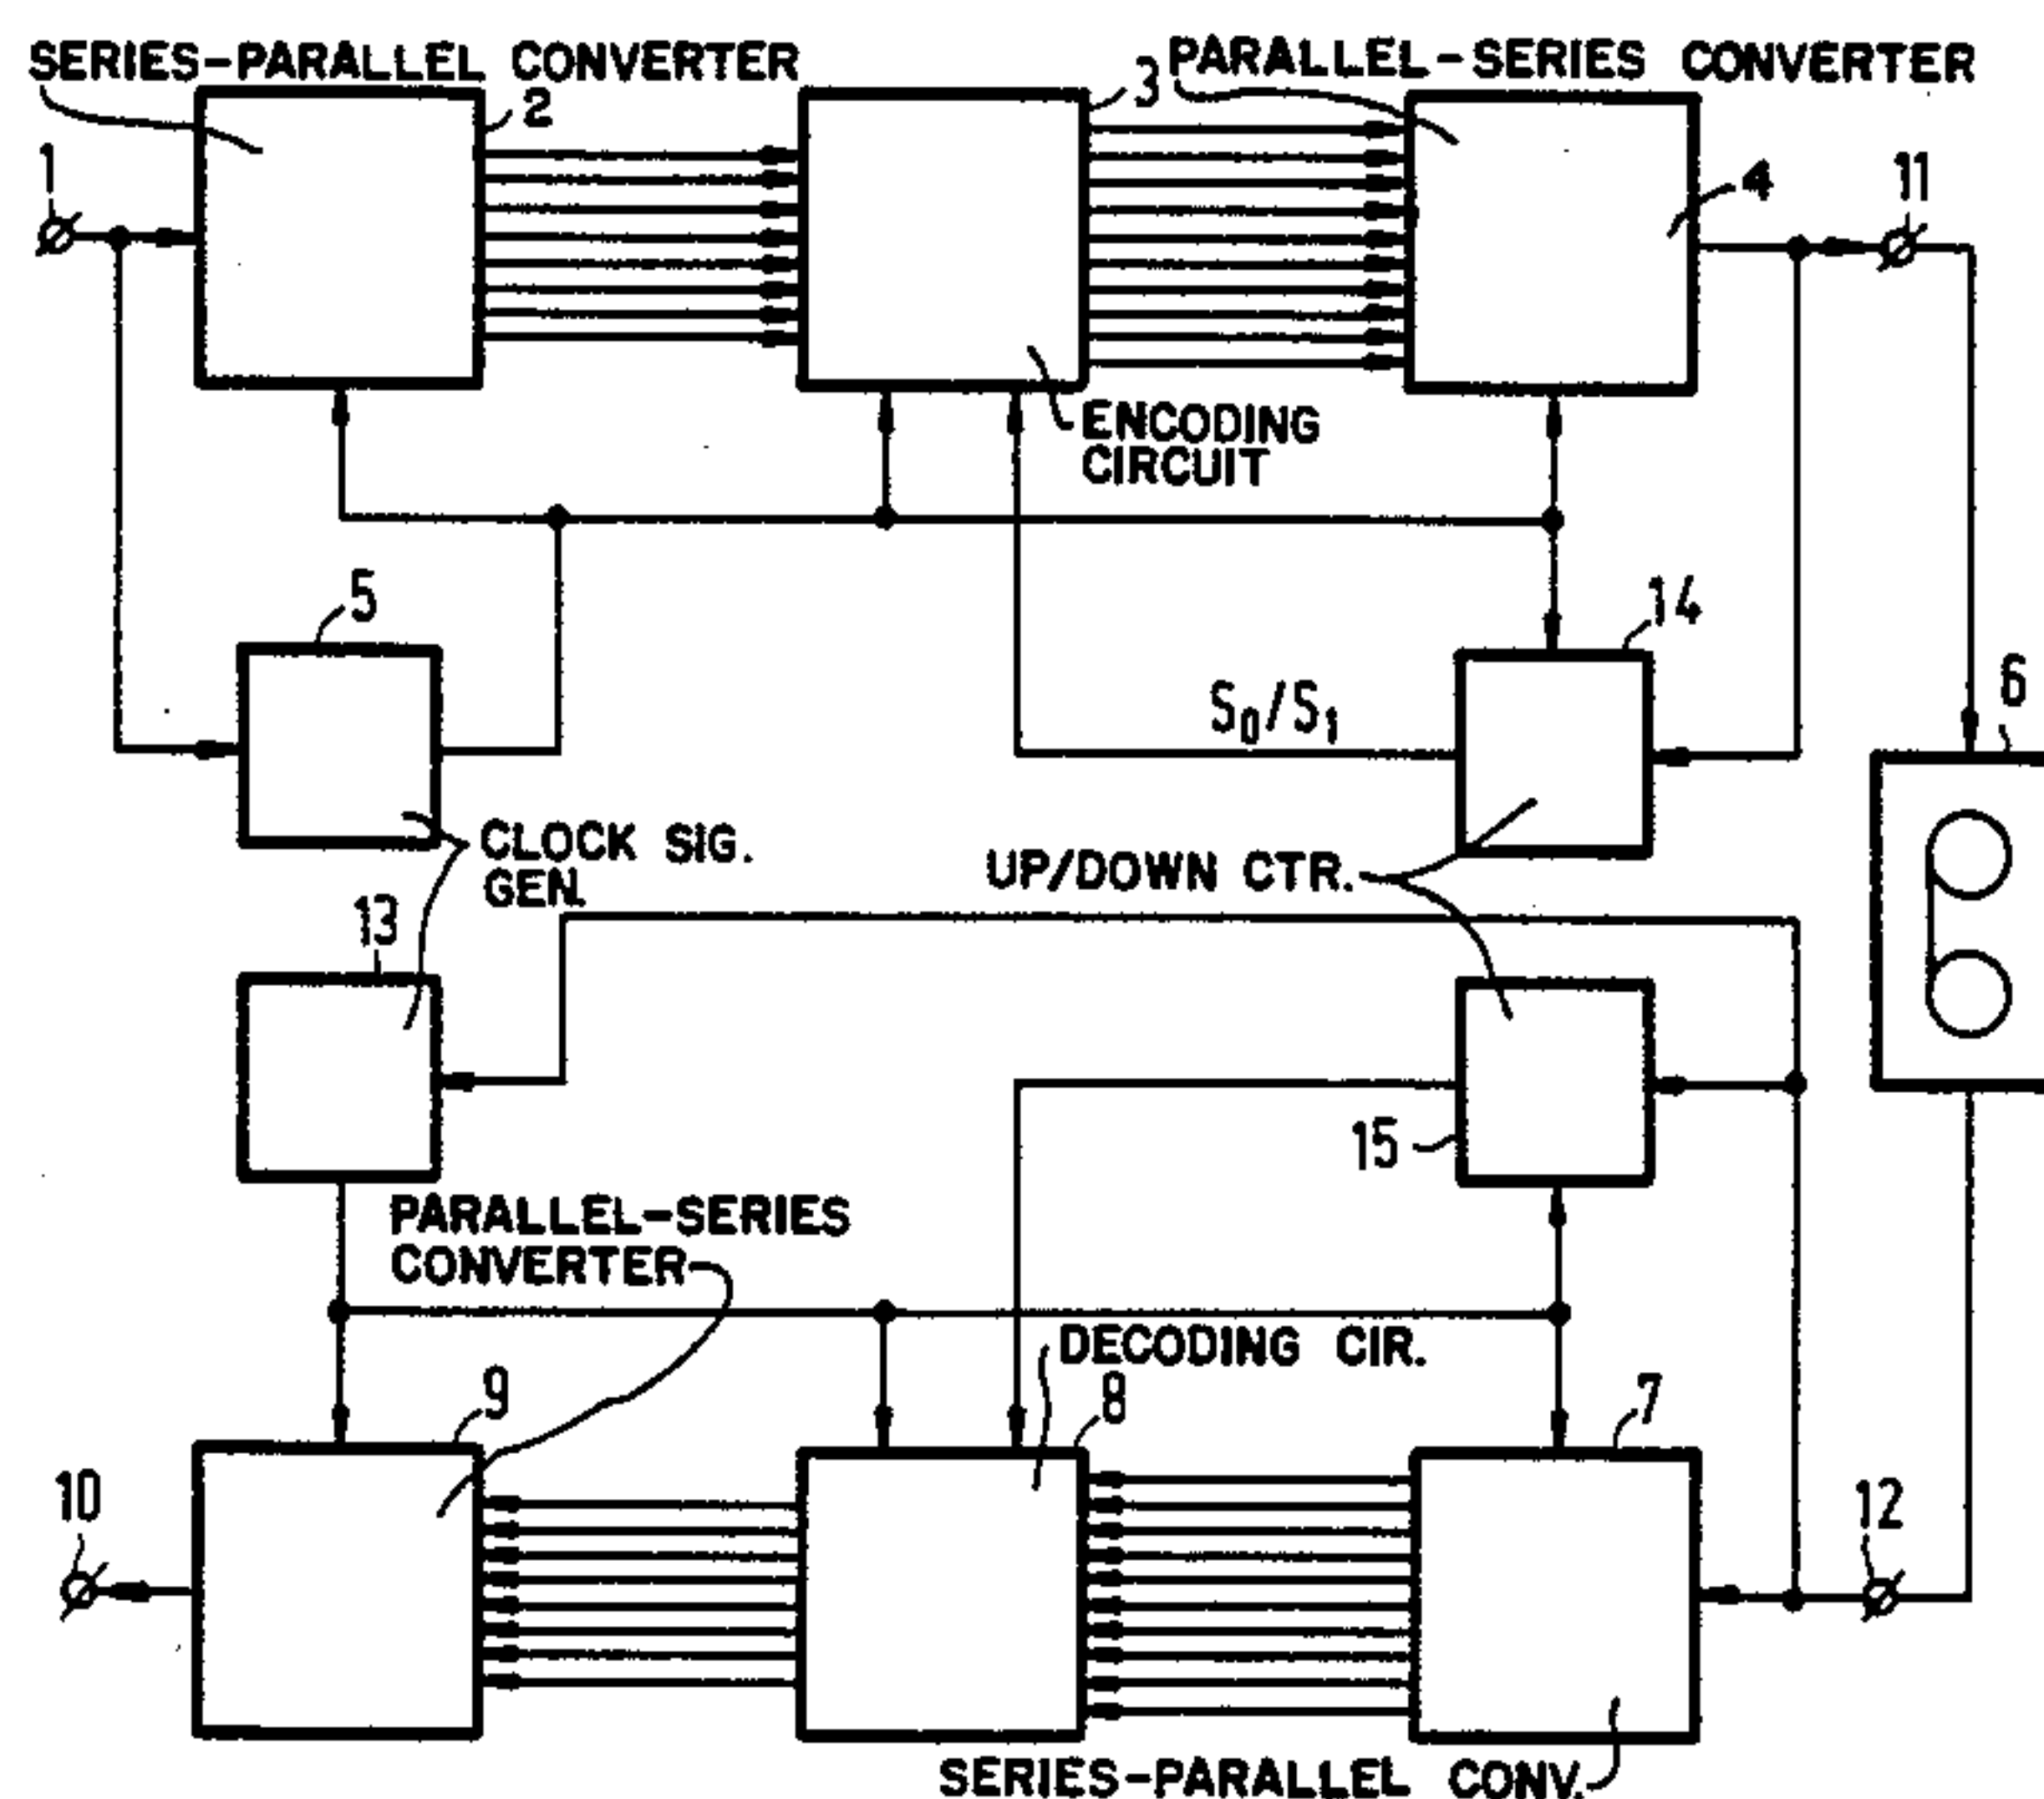 SERIES-PARALLEL CONVERTER
PARALLEL-SERIES CONVERTER
2
3
1
4
11
ENCODING
CIRCUIT
5
14
6
S0/S1
CLOCK SIG.
GEN.
UP/DOWN CTR.
13
15
PARALLEL-SERIES
CONVERTER
DECODING CIR.
9
8
7
10
12
SERIES-PARALLEL CONV.